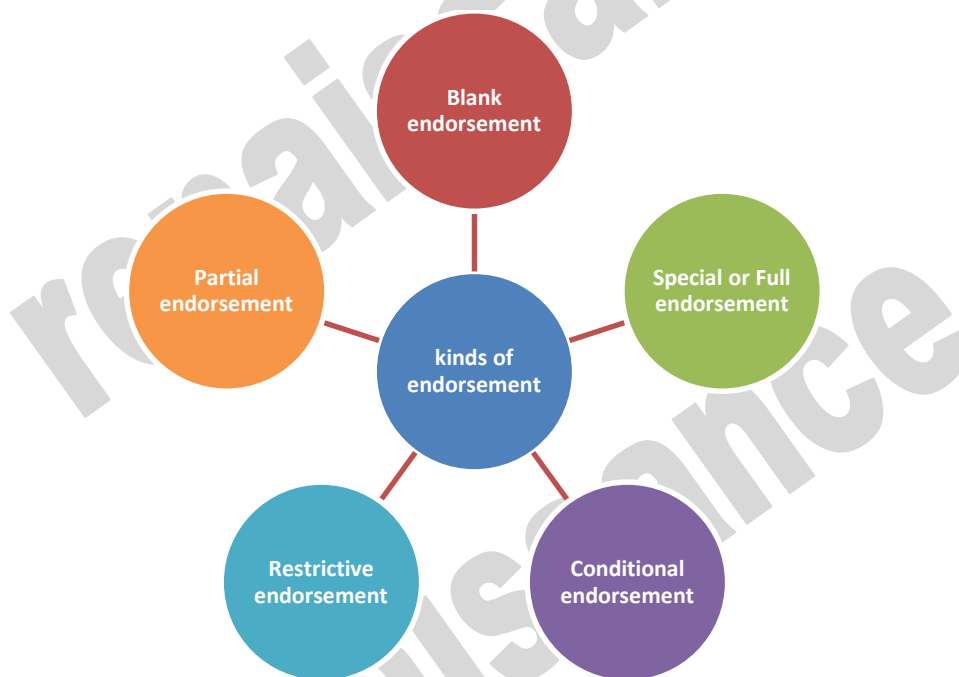 Blank
endorsement
Special or Full
endorsement
Conditional
endorsement
Restrictive
endorsement
Partial
endorsement
kinds of
endorsement